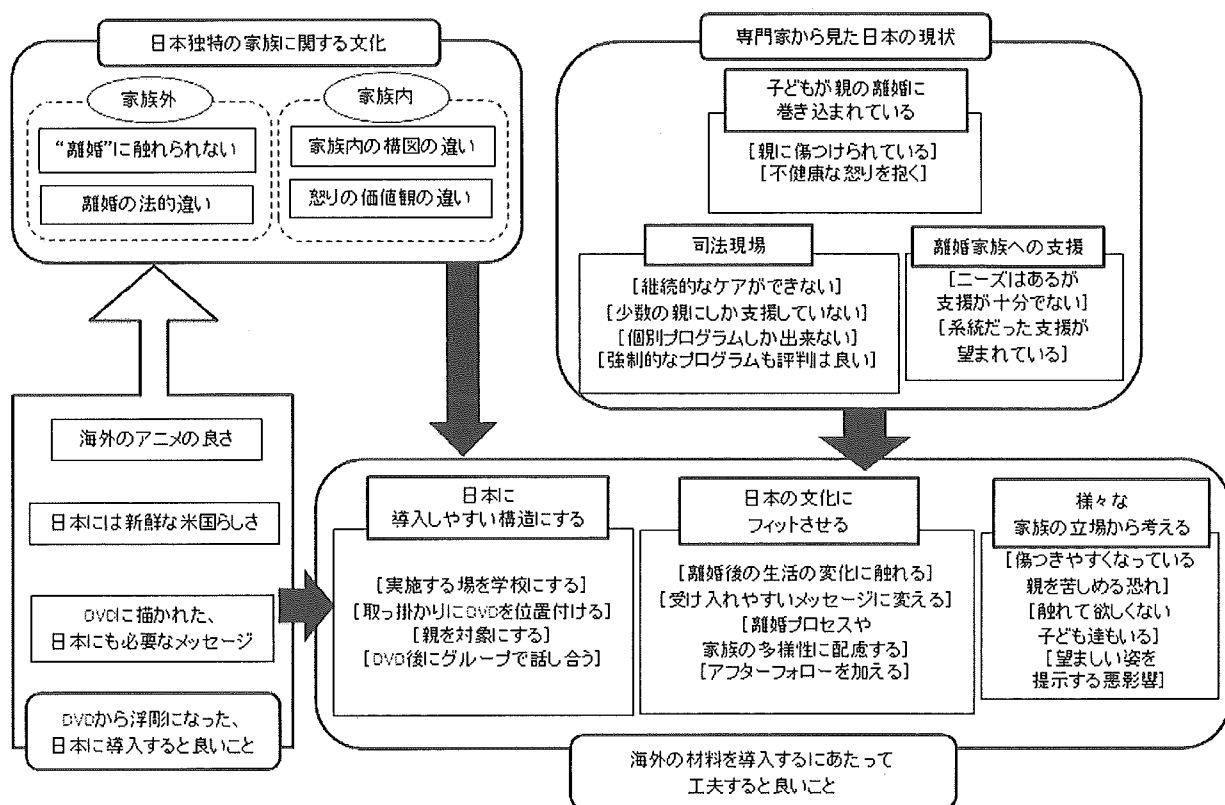 日本独特の家族に関する文化
家族外
“離婚”に触れられない
離婚の法的違い
家族内
家族内の構図の違い
怒りの価値観の違い
専門家から見た日本の現状
子どもが親の離婚に
巻き込まれている
[親に傷つけられている]
[不健康な怒りを抱く]
司法現場
[継続的なケアができない]
[少数の親にしか支援していない]
[個別プログラムしか出来ない]
[強制的なプログラムも評判は良い]
離婚家族への支援
[ニーズはあるが
支援が十分でない]
[系統だった支援が
望まれている]
海外のアニメの良さ
日本には新鮮な米国らしさ
DVDに描かれた、
日本にも必要なメッセージ
DVDから浮彫になった、
日本に導入すると良いこと
日本に
導入しやすい構造にする
[実施する場を学校にする]
[取っ掛かりにDVDを位置付ける]
[親を対象にする]
[DVD後にグループで話し合う]
日本の文化に
フィットさせる
[離婚後の生活の変化に触れる]
[受け入れやすいメッセージに変える]
[離婚プロセスや
家族の多様性に配慮する]
[アフターフォローを加える]
様々な
家族の立場から考える
[傷つきやすくなっている
親を苦しめる恐れ]
[触れて欲しくない
子ども達もいる]
[望ましい姿を
提示する悪影響]
海外の材料を導入するにあたって
工夫すると良いこと